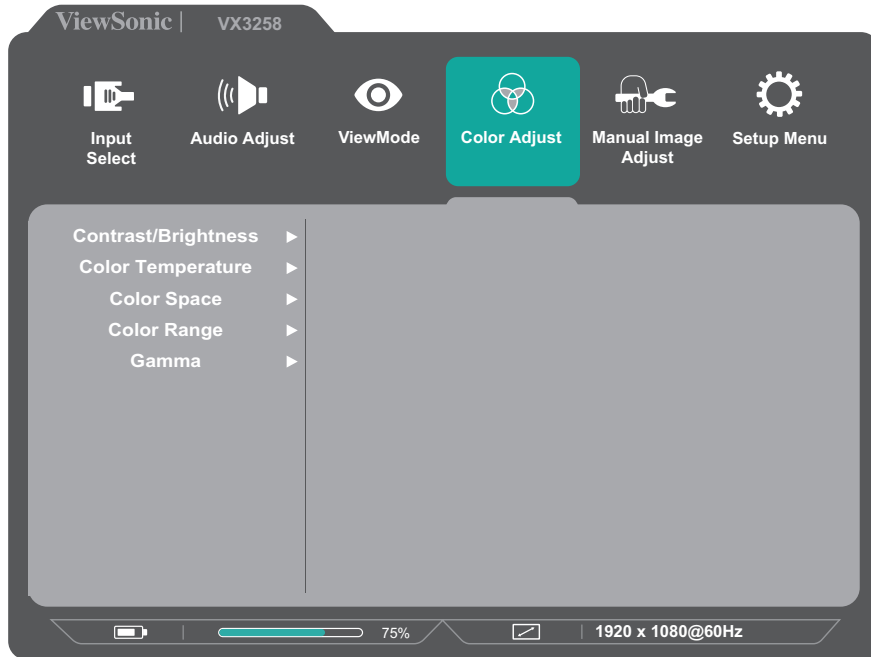 ViewSonic | VX3258
Input
Select
Audio Adjust
ViewMode
Color Adjust
Manual Image
Adjust
Setup Menu
Contrast/Brightness
Color Temperature
Color Space
Color Range
Gamma
75%
1920 x 1080@60Hz